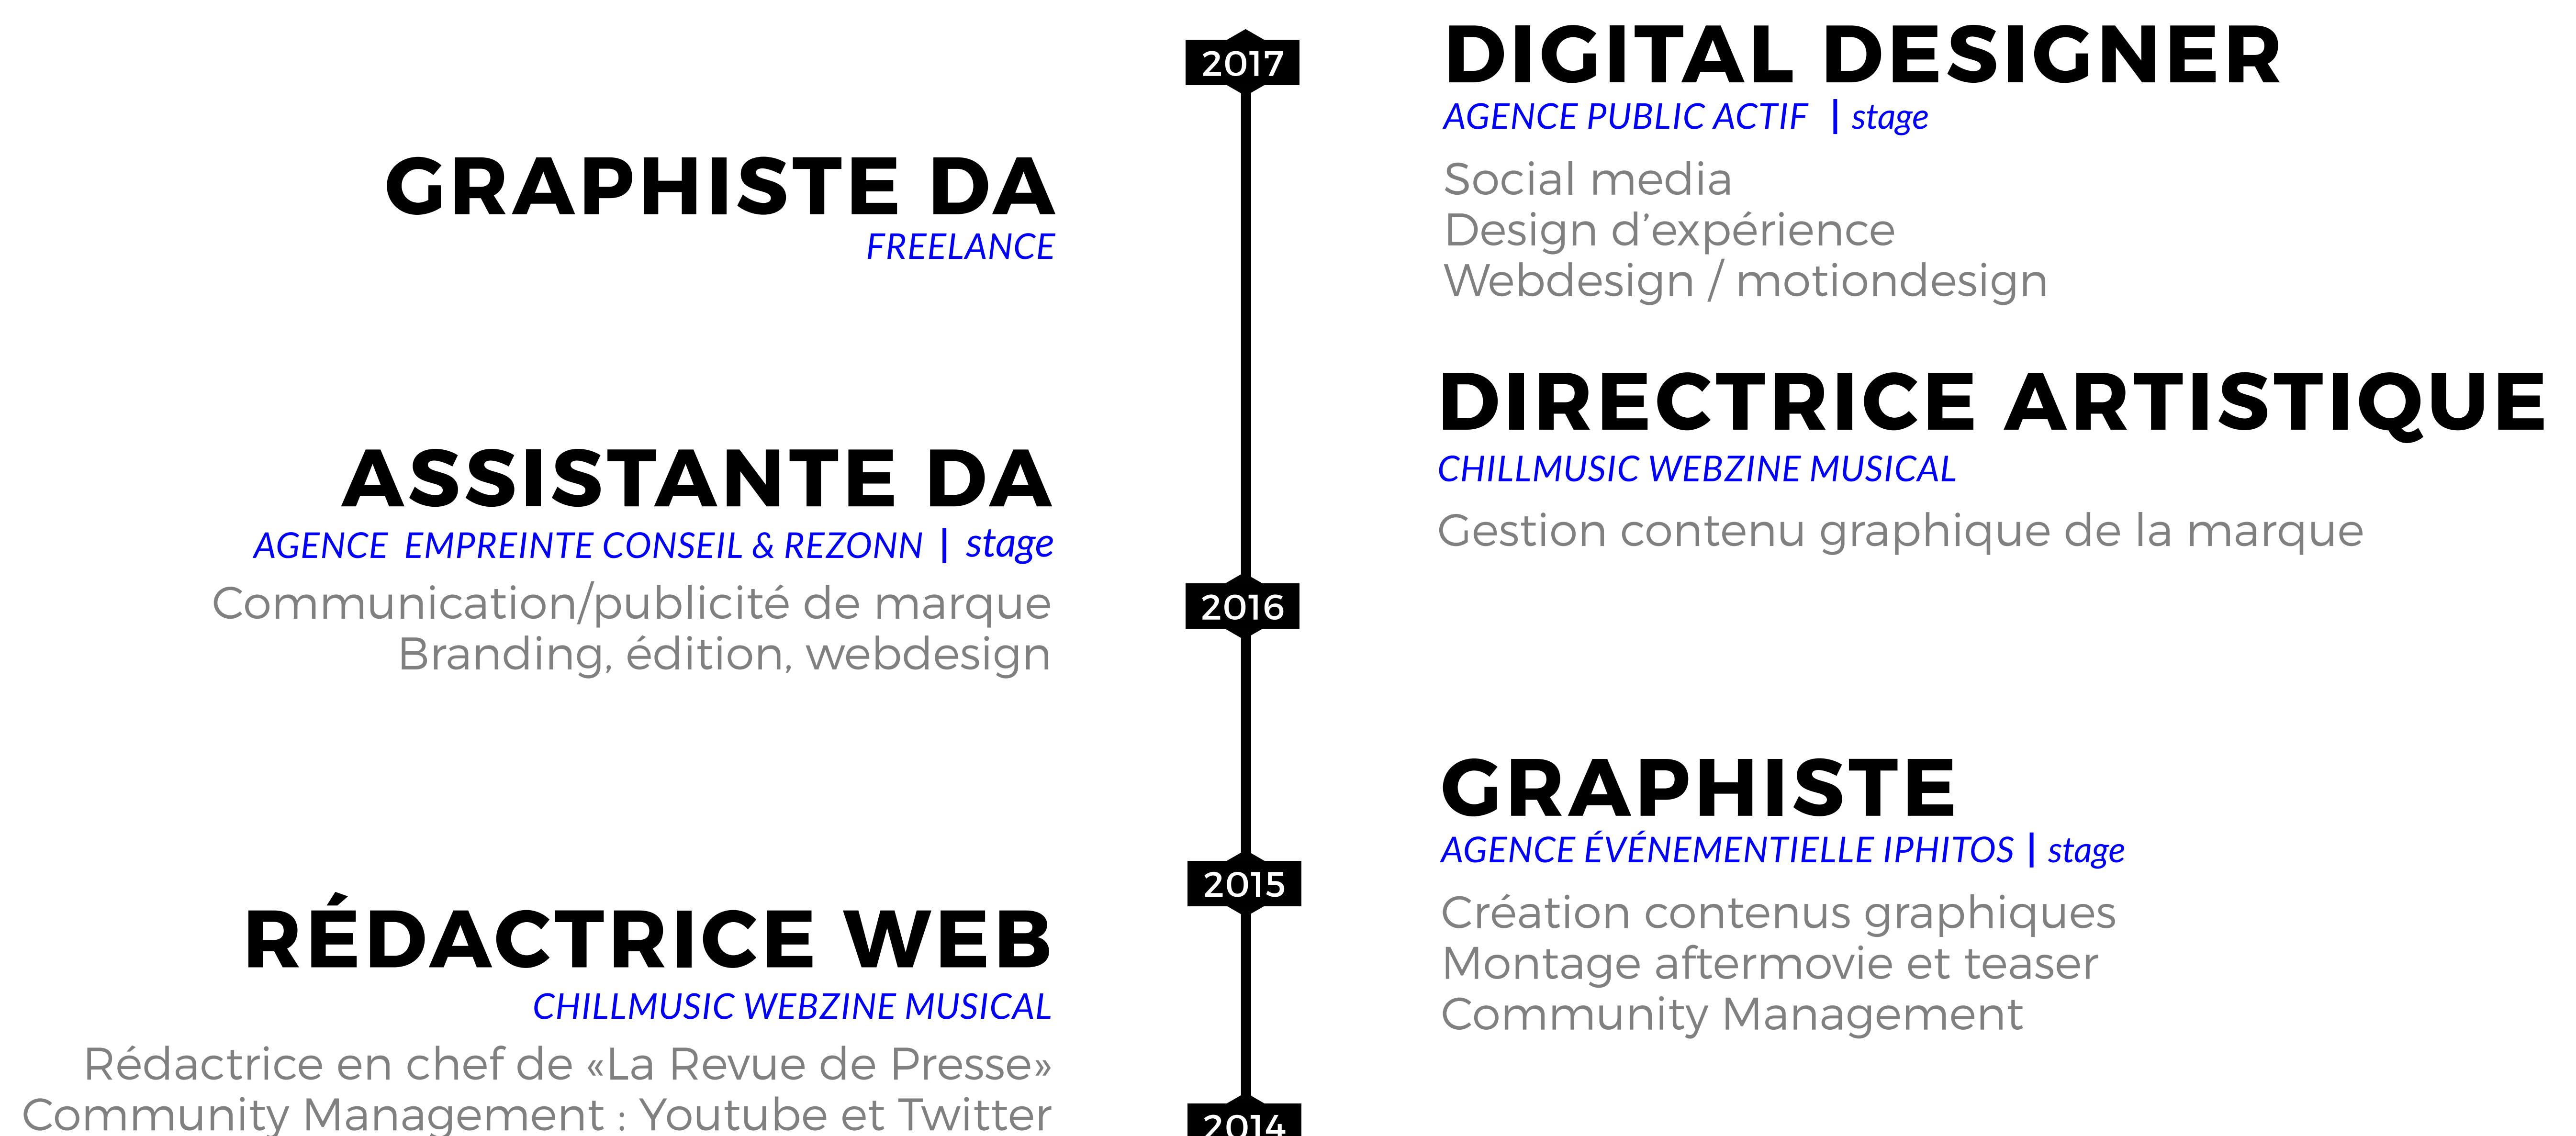 2017
DIGITAL DESIGNER
AGENCE PUBLIC ACTIF | stage
Social media
Design d’expérience
Webdesign / motiondesign
GRAPHISTE DA
FREELANCE
DIRECTRICE ARTISTIQUE
CHILLMUSIC WEBZINE MUSICAL
Gestion contenu graphique de la marque
ASSISTANTE DA
AGENCE EMPREINTE CONSEIL & REZONN | stage
Communication/publicité de marque
Branding, édition, webdesign
2016
GRAPHISTE
AGENCE ÉVÉNEMENTIELLE IPHITOS | stage
Création contenus graphiques
Montage aftermovie et teaser
Community Management
2015
RÉDACTRICE WEB
CHILLMUSIC WEBZINE MUSICAL
Rédactrice en chef de «La Revue de Presse»
Community Management : Youtube et Twitter
2014